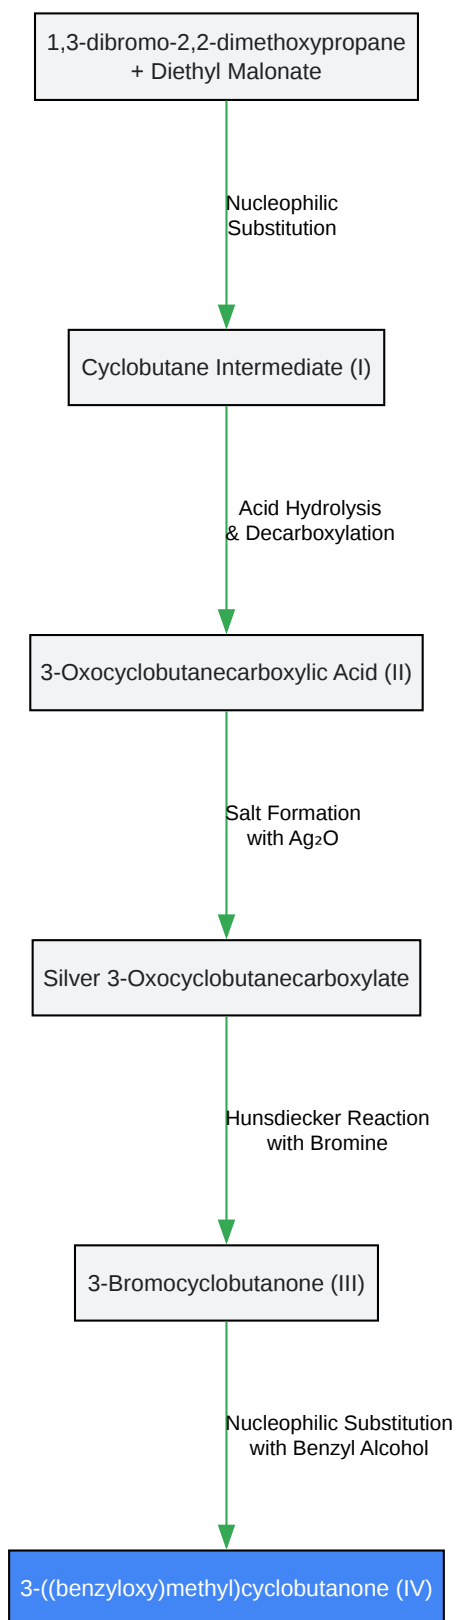 1,3-dibromo-2,2-dimethoxypropane
+ Diethyl Malonate
Nucleophilic
Substitution
Cyclobutane Intermediate (I)
Acid Hydrolysis
& Decarboxylation
3-Oxocyclobutanecarboxylic Acid (II)
Salt Formation
with Ag₂O
Silver 3-Oxocyclobutanecarboxylate
Hunsdiecker Reaction
with Bromine
3-Bromocyclobutanone (III)
Nucleophilic Substitution
with Benzyl Alcohol
3-((benzyloxy)methyl)cyclobutanone (IV)